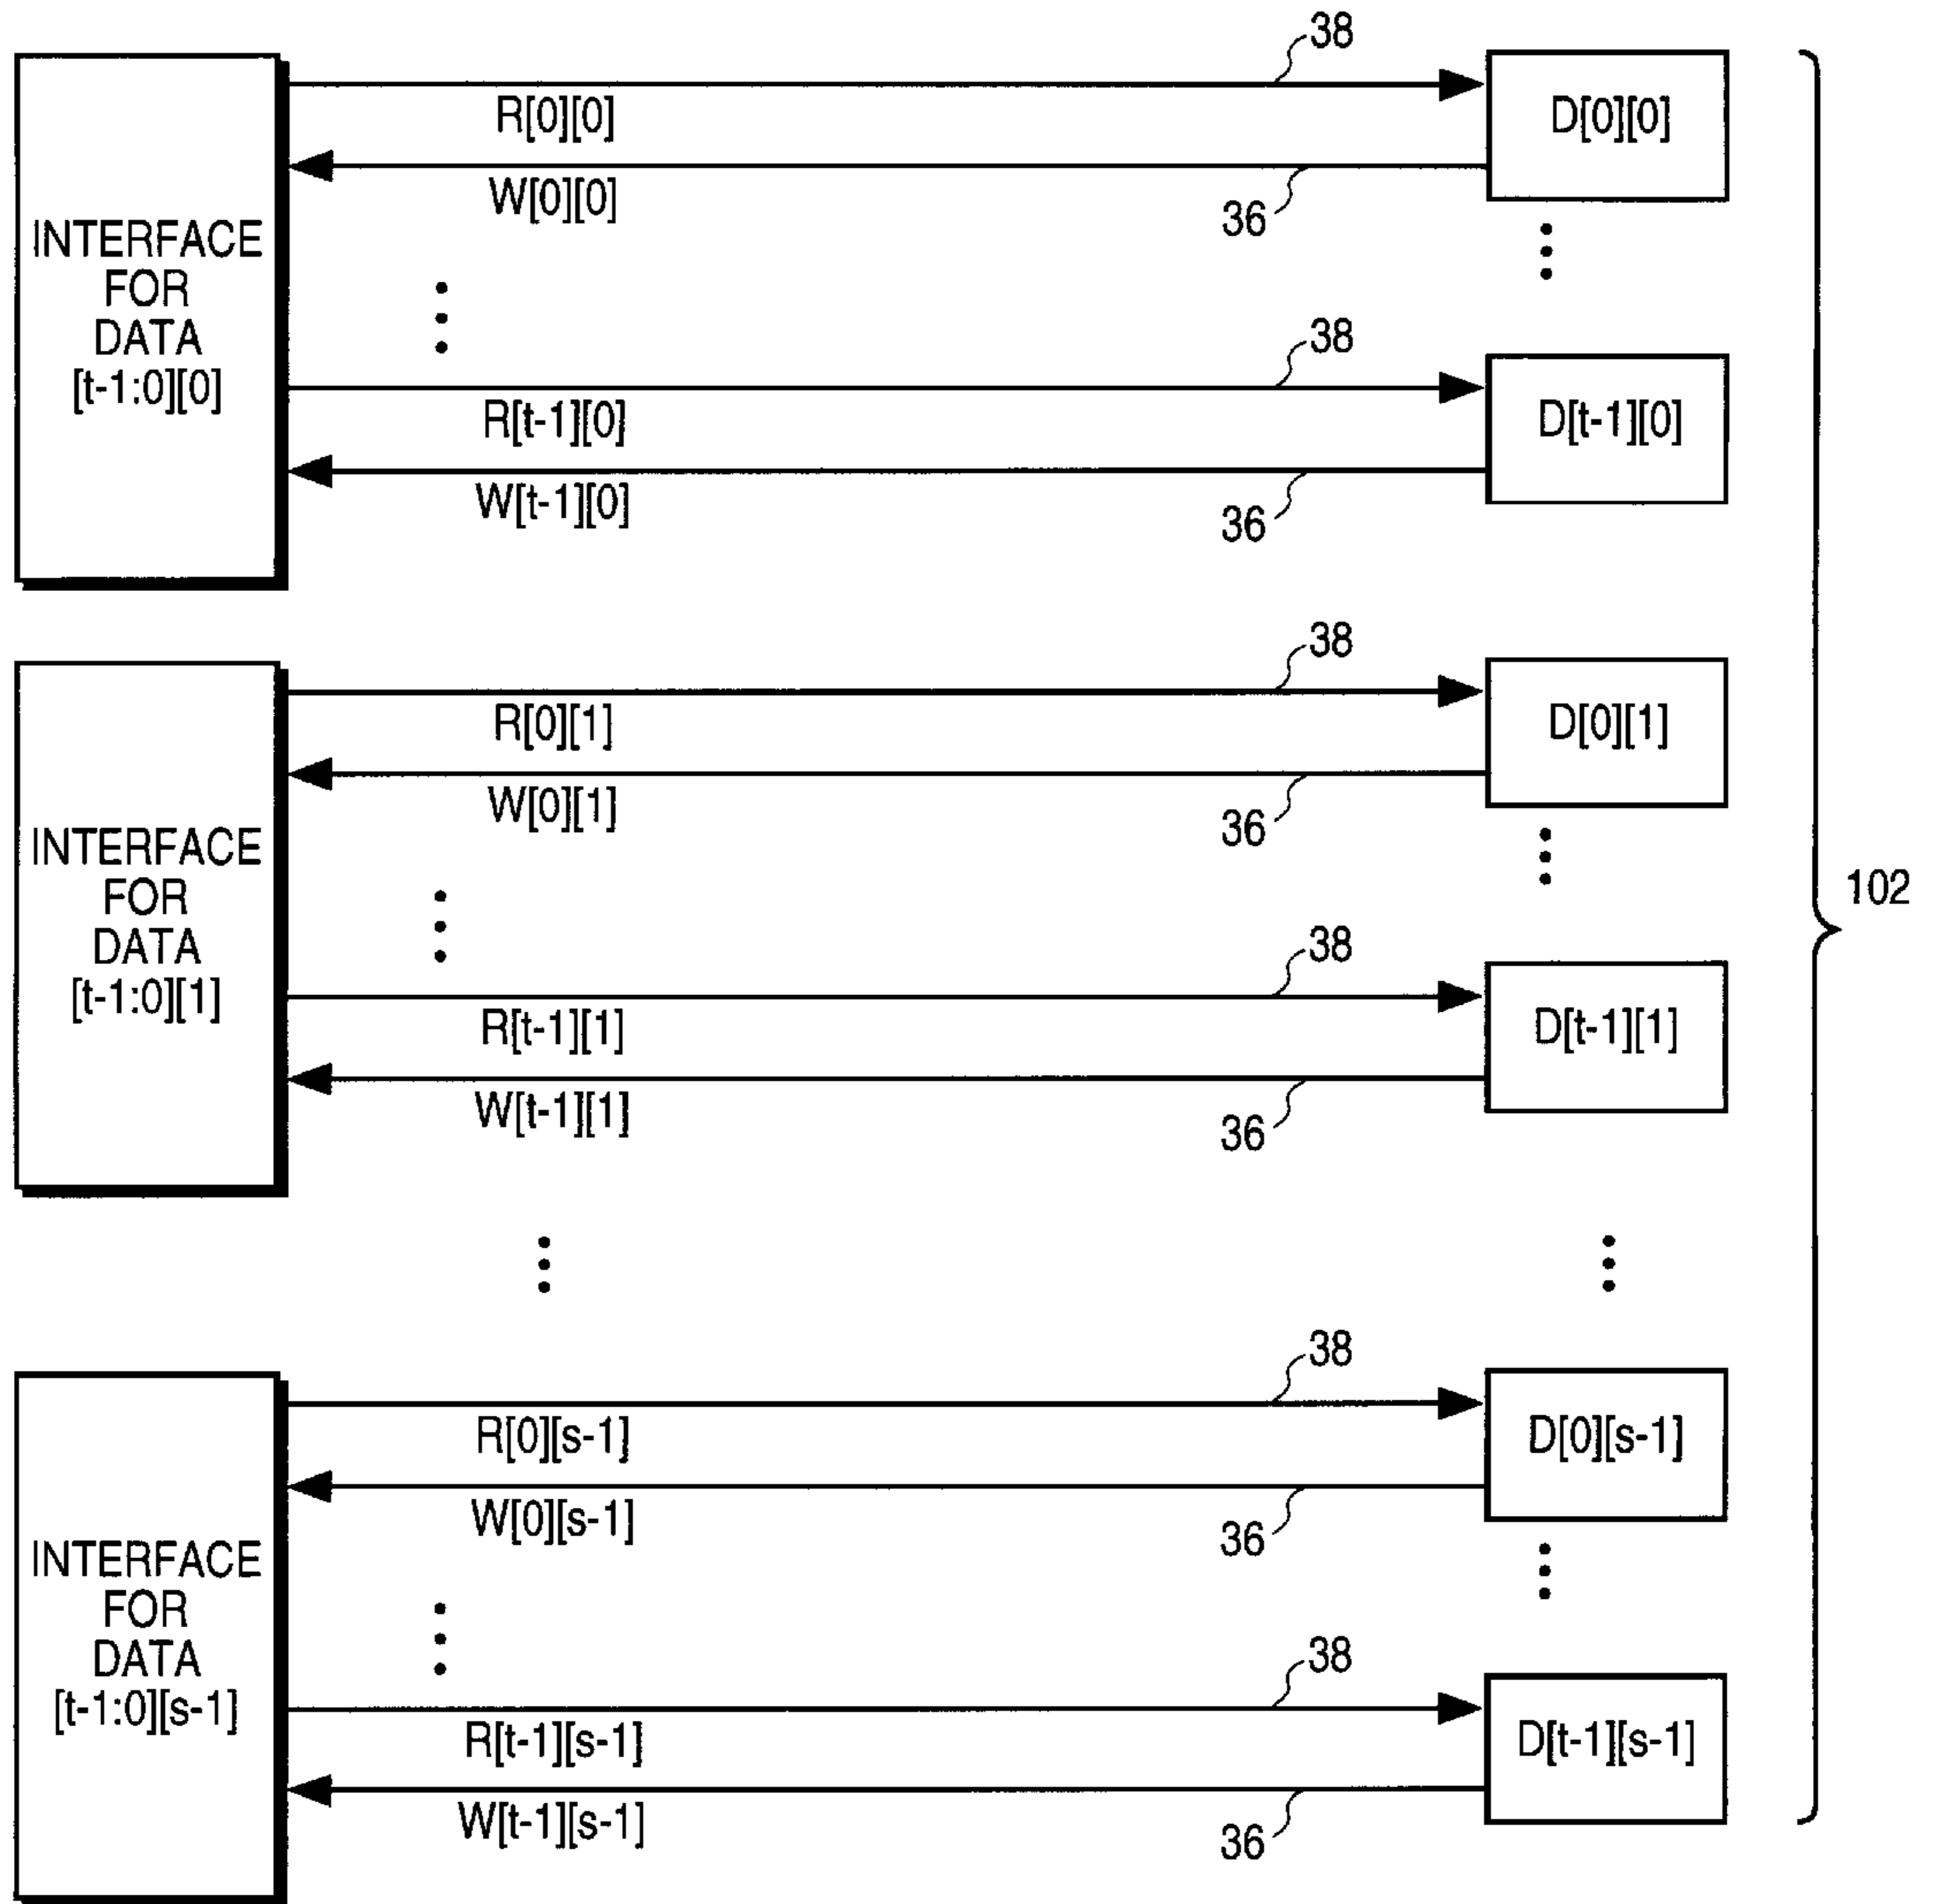 38
R[0][0]
D[0][0]
W[0][0]
36
INTERFACE
FOR
DATA
[t-1:0][0]
38
R[t-1][0]
D[t-1][0]
W[t-1][0]
36
38
R[0][1]
D[0][1]
W[0][1]
36
INTERFACE
FOR
DATA
[t-1:0][1]
102
38
R[t-1][1]
D[t-1][1]
W[t-1][1]
36
38
R[0][s-1]
D[0][s-1]
W[0][s-1]
36
INTERFACE
FOR
DATA
[t-1:0][s-1]
38
R[t-1][s-1]
D[t-1][s-1]
W[t-1][s-1]
36